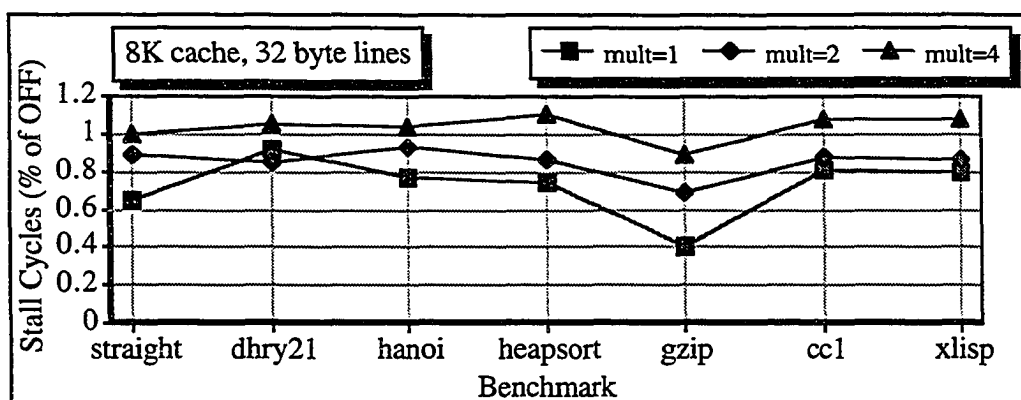 8K cache, 32 byte lines
mult=1 mult=2 mult=4
Stall Cycles (% of OFF)
1.2
1
0.8
0.6
0.4
0.2
0
straight dhry21 hanoi heapsort gzip cc1 xlisp
Benchmark